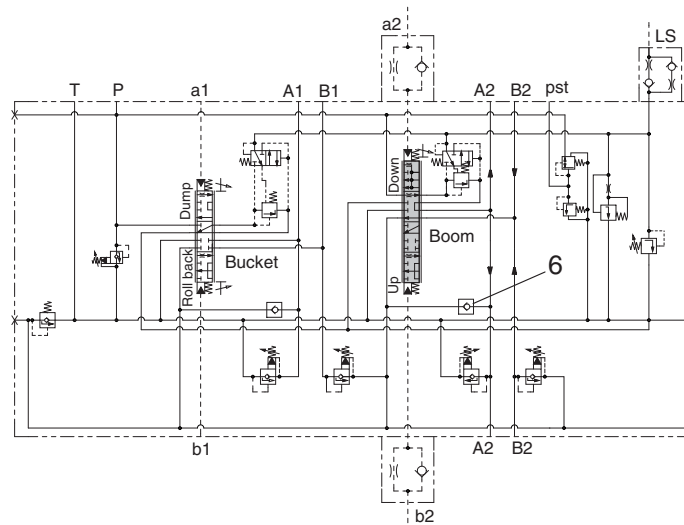 a2
LS
T P a1 A1 B1 A2 B2 pst
Dump
Down
Bucket
Boom
Roll back
Up
6
b1 A2 B2
b2